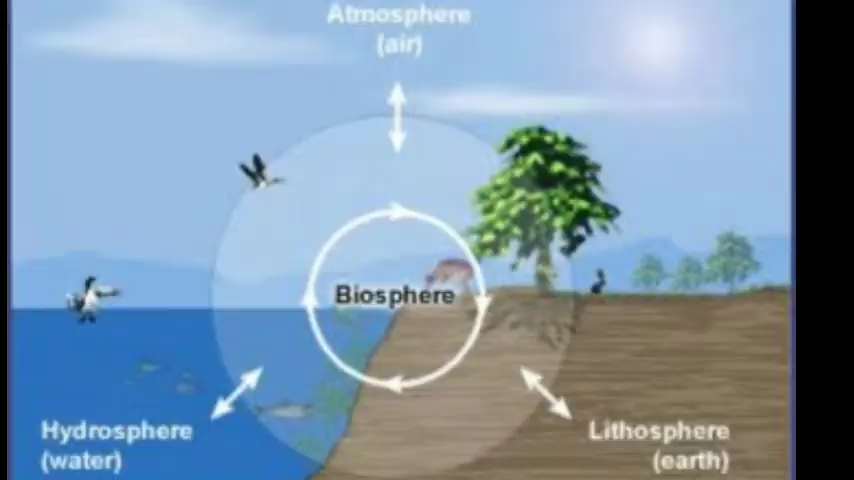 Atmosphere
(air)
Biosphere
Hydrosphere
(water)
Lithosphere
(earth)